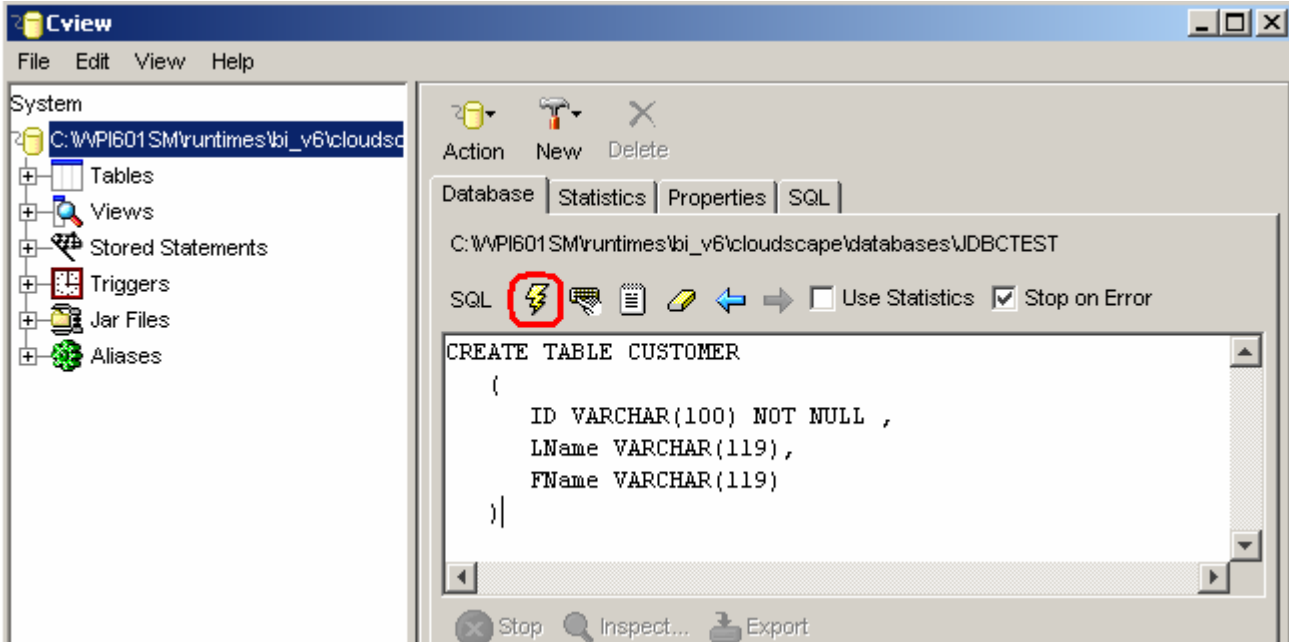 Cview
File Edit View Help
System
C:\WPI601SM\runtimes\bi_v6\cloudsc
Tables
Views
Stored Statements
Triggers
Jar Files
Aliases
Action New Delete
Database Statistics Properties SQL
C:\WPI601SM\runtimes\bi_v6\cloudscape\databases\JDBCTEST
SQL Use Statistics Stop on Error
CREATE TABLE CUSTOMER
(
ID VARCHAR(100) NOT NULL ,
LName VARCHAR(119),
FName VARCHAR(119)
)
Stop Inspect... Export